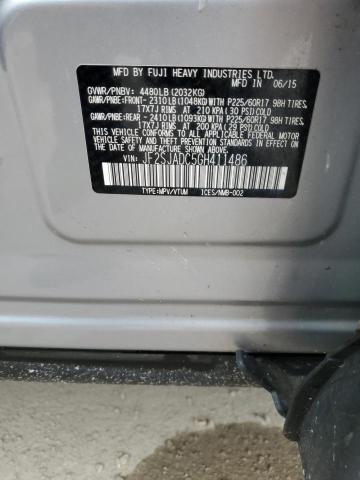 MFD BY FUJI HEAVY INDUSTRIES LTD.
MFD IN 06/15
GVWR/PNBV: 4480LB (2032KG)
GAWR/PNBE:FRONT- 2310LB (1048KG) WITH P225/60R17 98H TIRES,
17X7J RIMS AT 210 KPA (30 PSI) COLD
GAWR/PNBE:REAR - 2410LB (1093KG) WITH P225/60R17 98H TIRES,
17X7J RIMS AT 200 KPA (29 PSI) COLD
THIS VEHICLE CONFORMS TO ALL APPLICABLE FEDERAL MOTOR
VEHICLE SAFETY STANDARDS IN EFFECT ON THE DATE OF
MANUFACTURE SHOWN ABOVE.
VIN: JF2SJADC5GH411486
TYPE:MPV/VTUM ICES/NMB-002